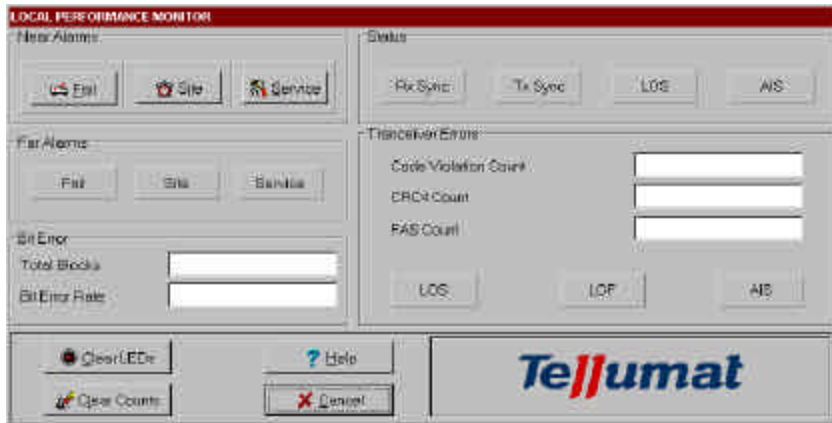 LOCAL PERFORMANCE MONITOR
Near Alarms
Fail Site Service
Status
Rx Sync Tx Sync LOS AIS
Far Alarms
Fail Site Service
Tranceiver Errors
Code Violation Count
CRC4 Count
FAS Count
LOS LOF AIS
Bit Error
Total Blocks
Bit Error Rate
Clear LEDs Help
Clear Counts Cancel
Tellumat